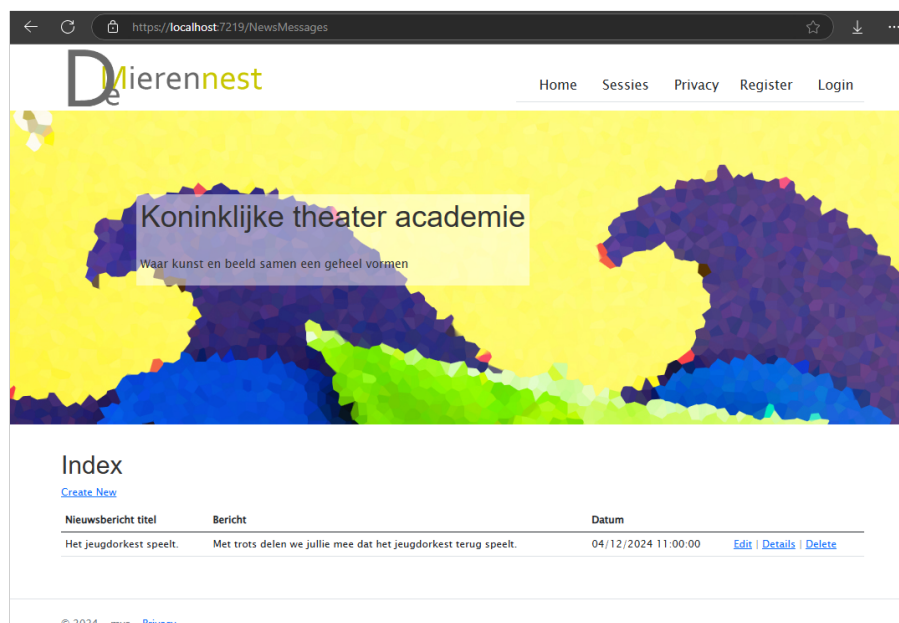 https://localhost:7219/NewsMessages
De Mierennest
Home Sessies Privacy Register Login
Koninklijke theater academie
Waar kunst en beeld samen een geheel vormen
Index
Create New
Nieuwsbericht titel Bericht Datum
Het jeugdorkest speelt. Met trots delen we jullie mee dat het jeugdorkest terug speelt. 04/12/2024 11:00:00 Edit | Details | Delete
© 2024 - mvc - Privacy